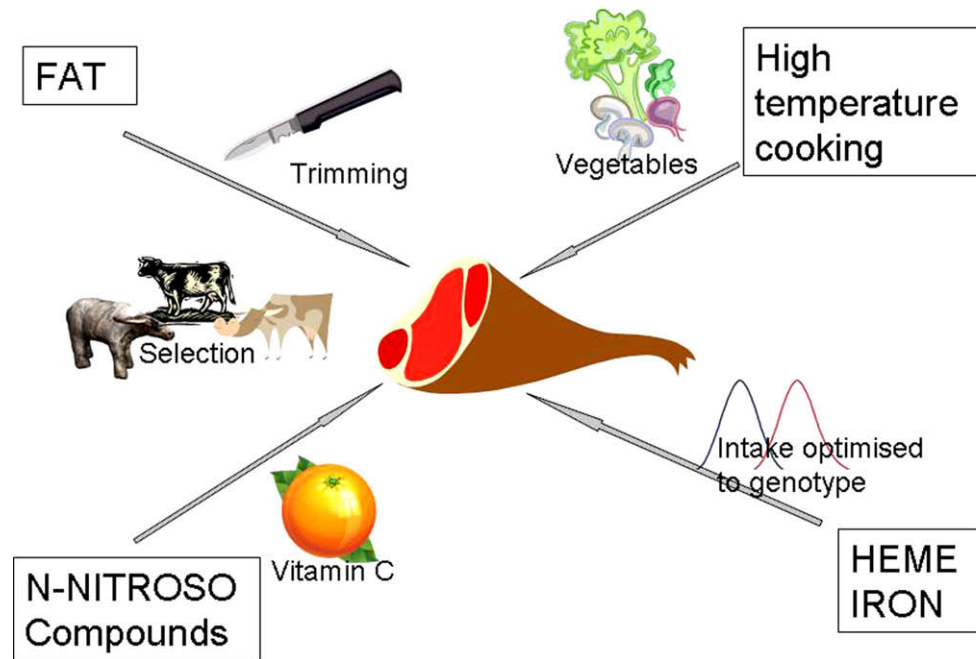 FAT
High
temperature
cooking
Trimming
Vegetables
Selection
Intake optimised
to genotype
Vitamin C
N-NITROSO
Compounds
HEME
IRON